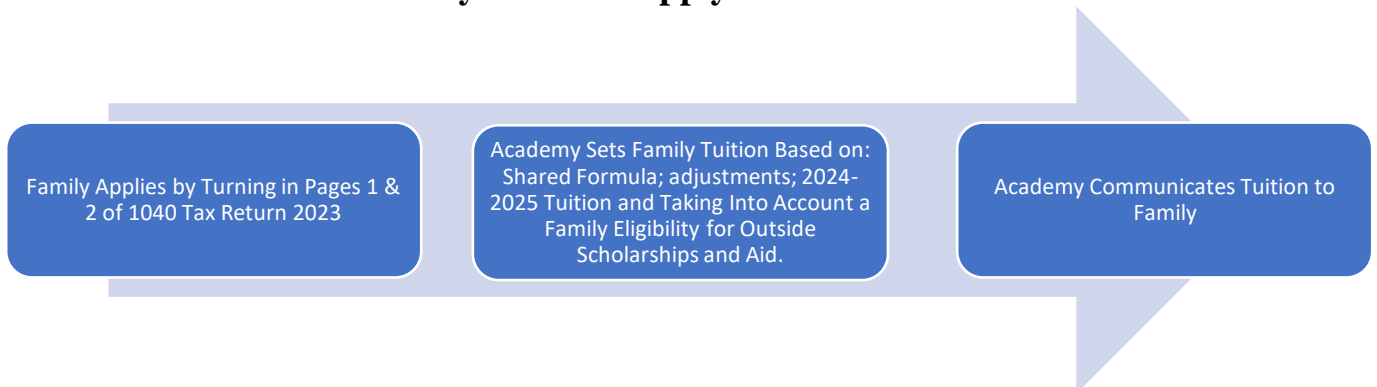 Family Applies by Turning in Pages 1 &
2 of 1040 Tax Return 2023
Academy Sets Family Tuition Based on:
Shared Formula; adjustments; 2024-
2025 Tuition and Taking Into Account a
Family Eligibility for Outside
Scholarships and Aid.
Academy Communicates Tuition to
Family